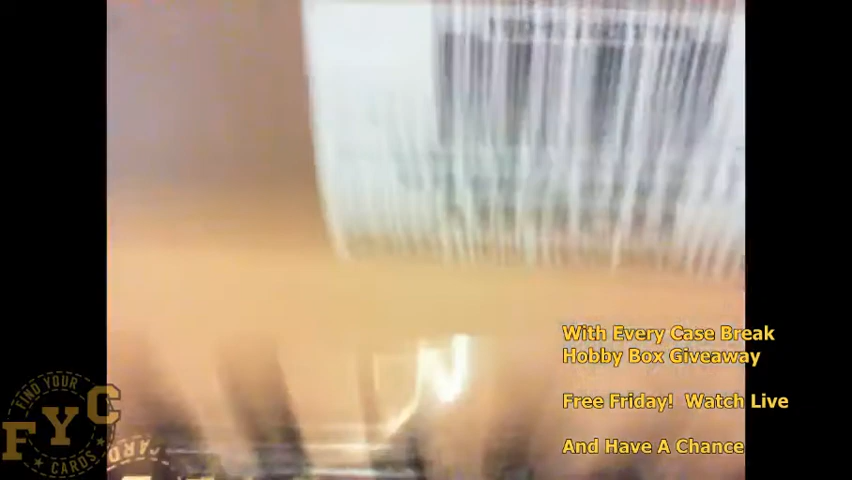 With Every Case Break
Hobby Box Giveaway
Free Friday! Watch Live
And Have A Chance
FIND YOUR
FYC
CARDS